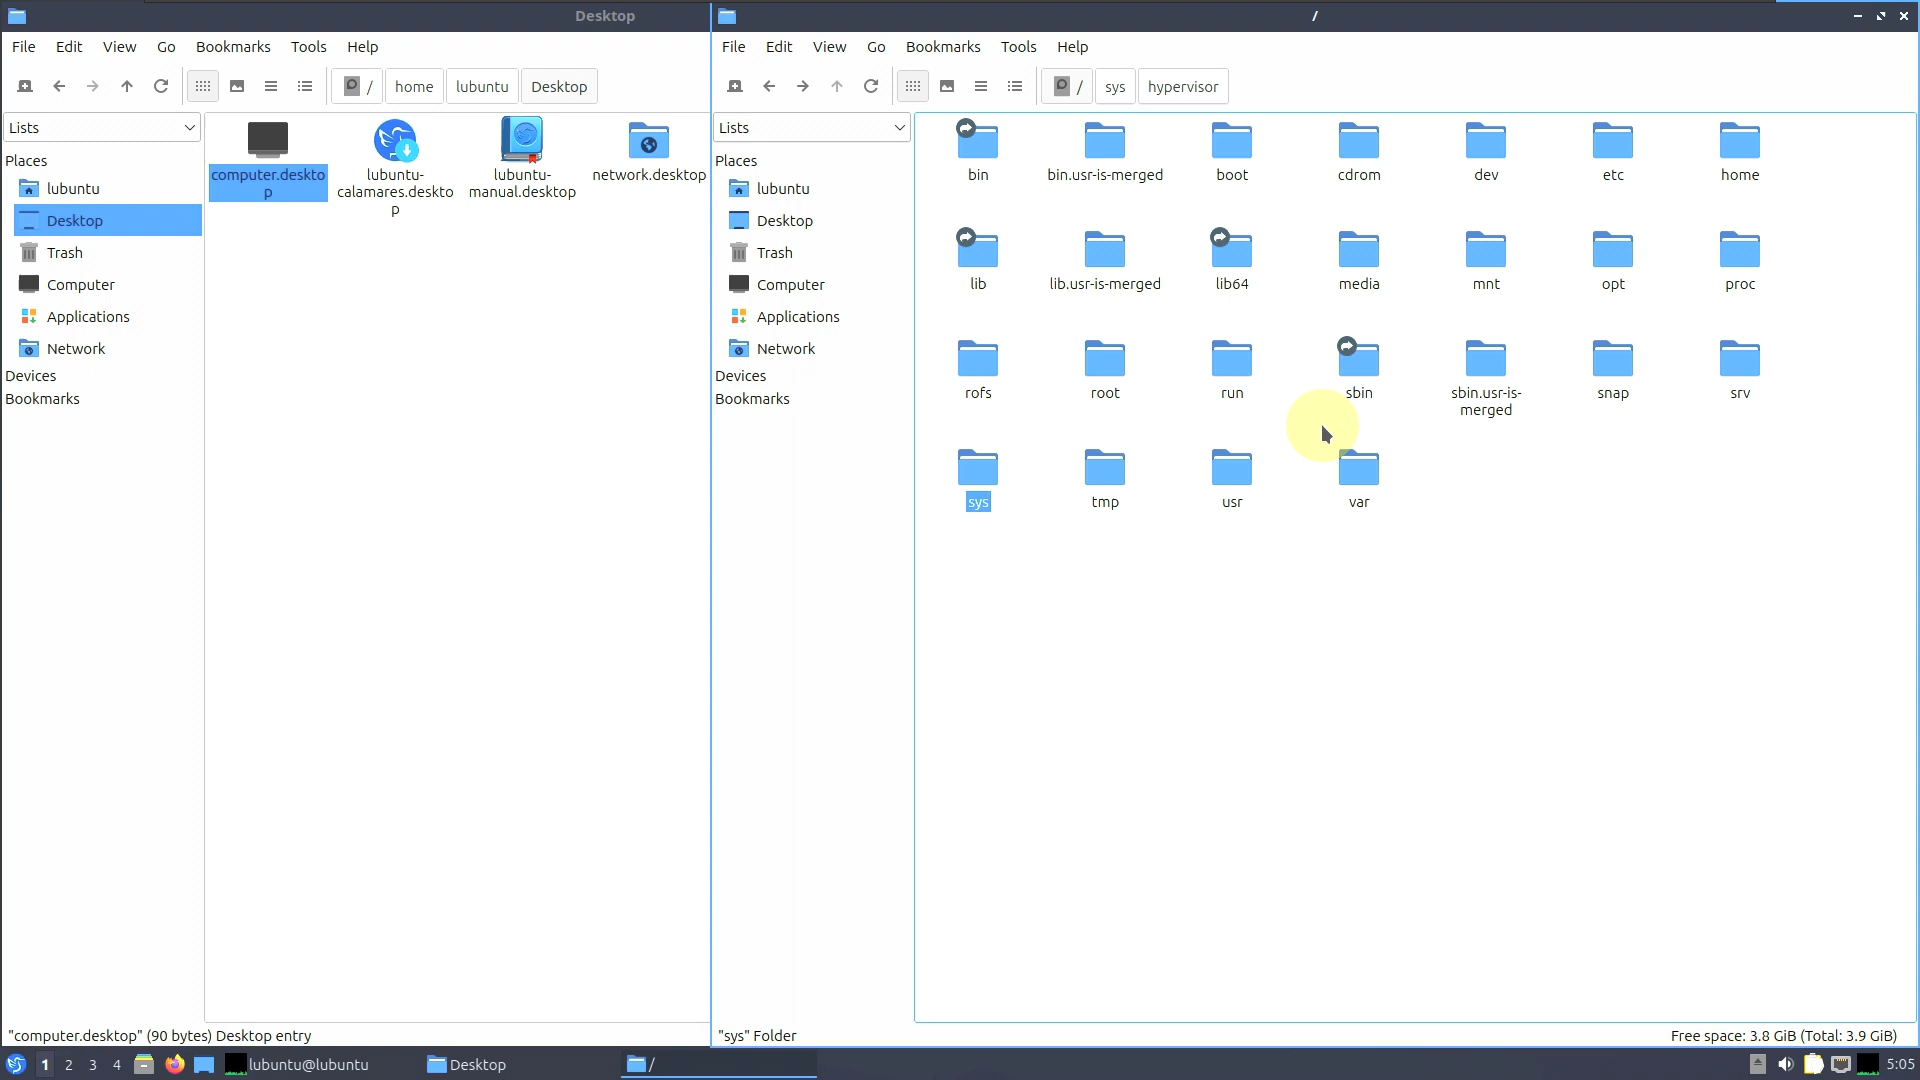 Desktop
File Edit View Go Bookmarks Tools Help
/ home lubuntu Desktop
Lists
Places
lubuntu
Desktop
Trash
Computer
Applications
Network
Devices
Bookmarks
computer.deskto
p
lubuntu-
calamares.deskto
p
lubuntu-
manual.desktop
network.desktop
"computer.desktop" (90 bytes) Desktop entry
/
File Edit View Go Bookmarks Tools Help
/ sys hypervisor
Lists
Places
lubuntu
Desktop
Trash
Computer
Applications
Network
Devices
Bookmarks
bin bin.usr-is-merged boot cdrom dev etc home
lib lib.usr-is-merged lib64 media mnt opt proc
rofs root run sbin sbin.usr-is-
merged snap srv
sys tmp usr var
"sys" Folder
Free space: 3.8 GiB (Total: 3.9 GiB)
1 2 3 4 lubuntu@lubuntu Desktop / 5:05